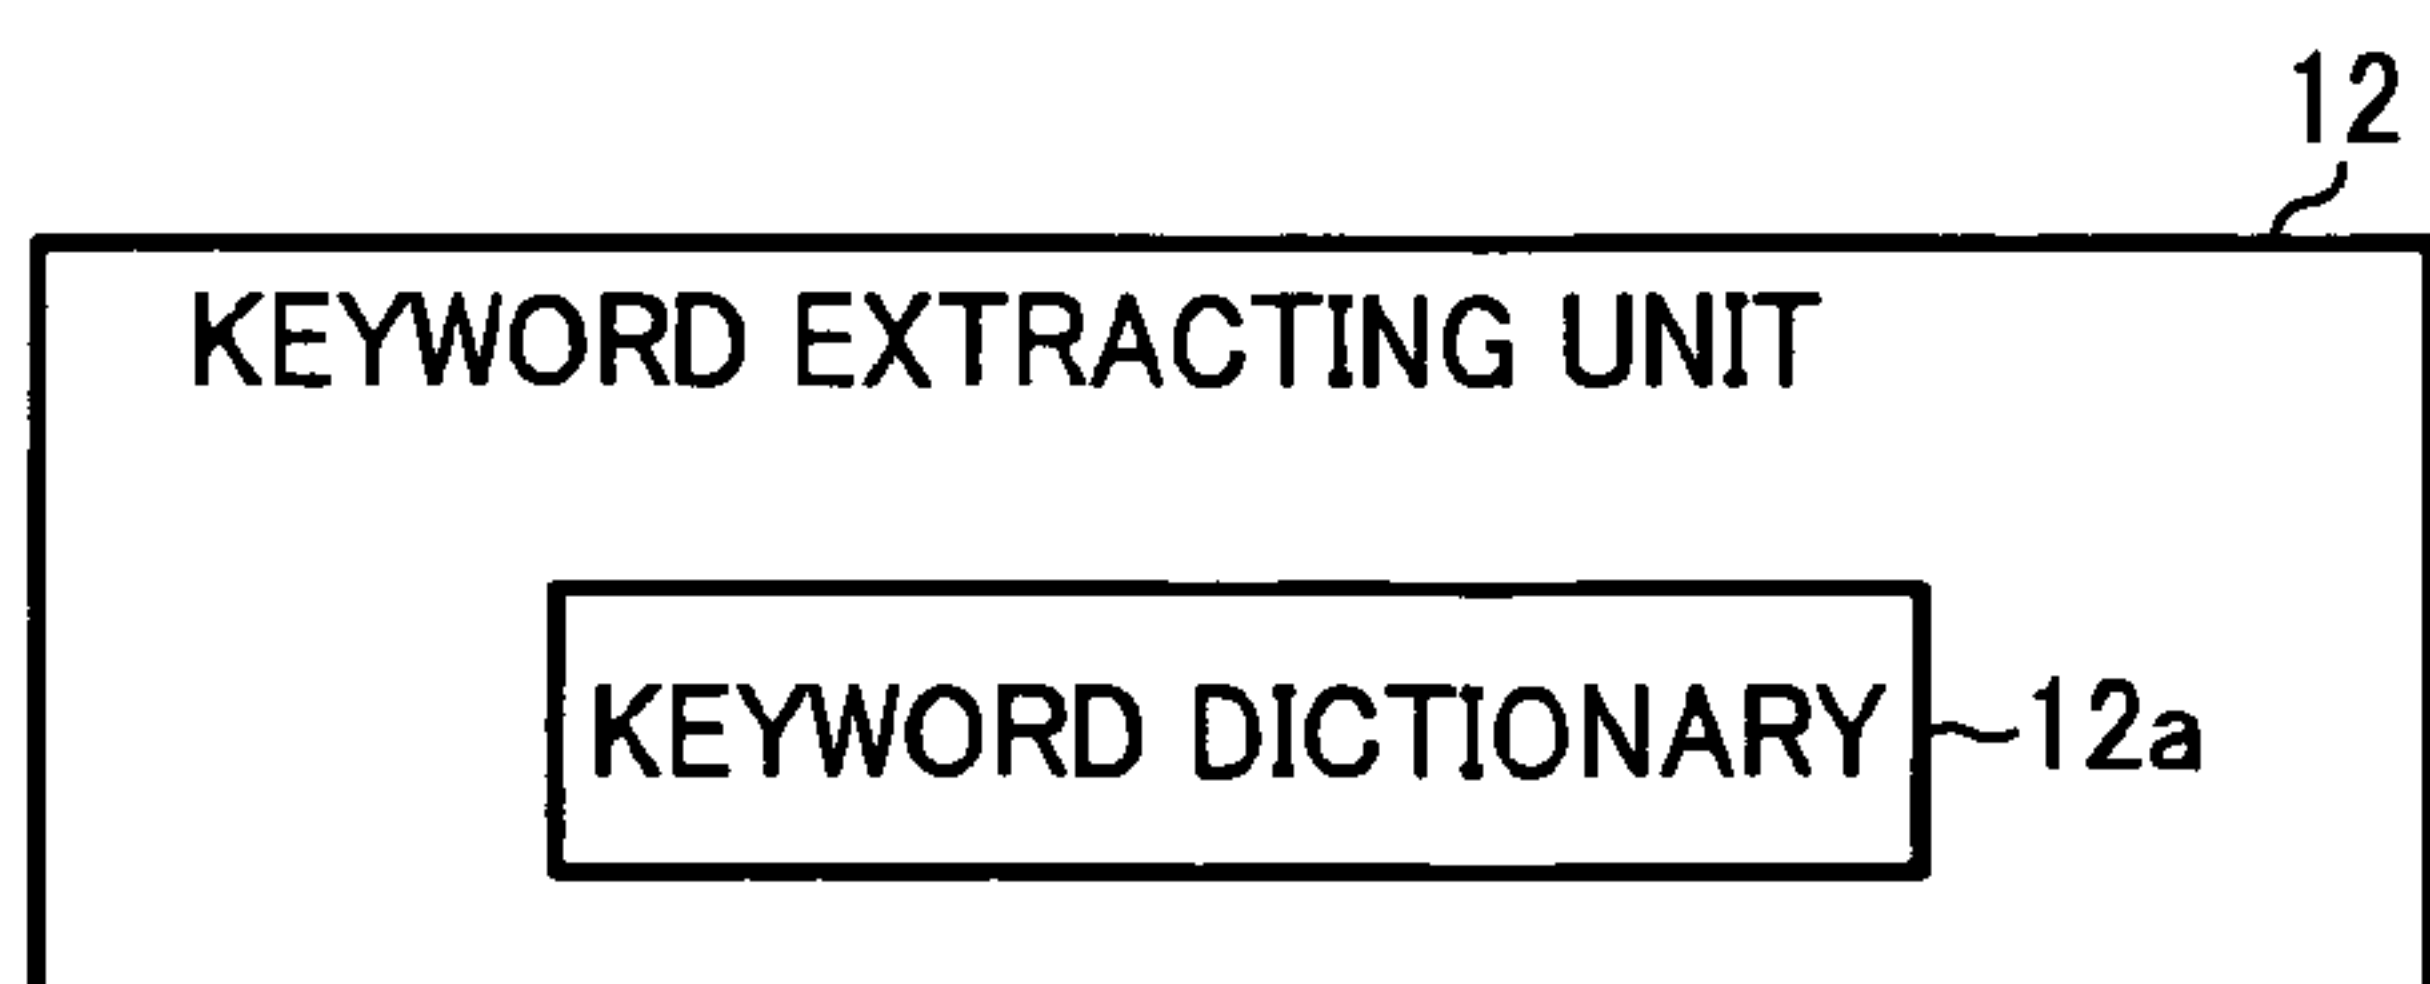 12
KEYWORD EXTRACTING UNIT
KEYWORD DICTIONARY
12a